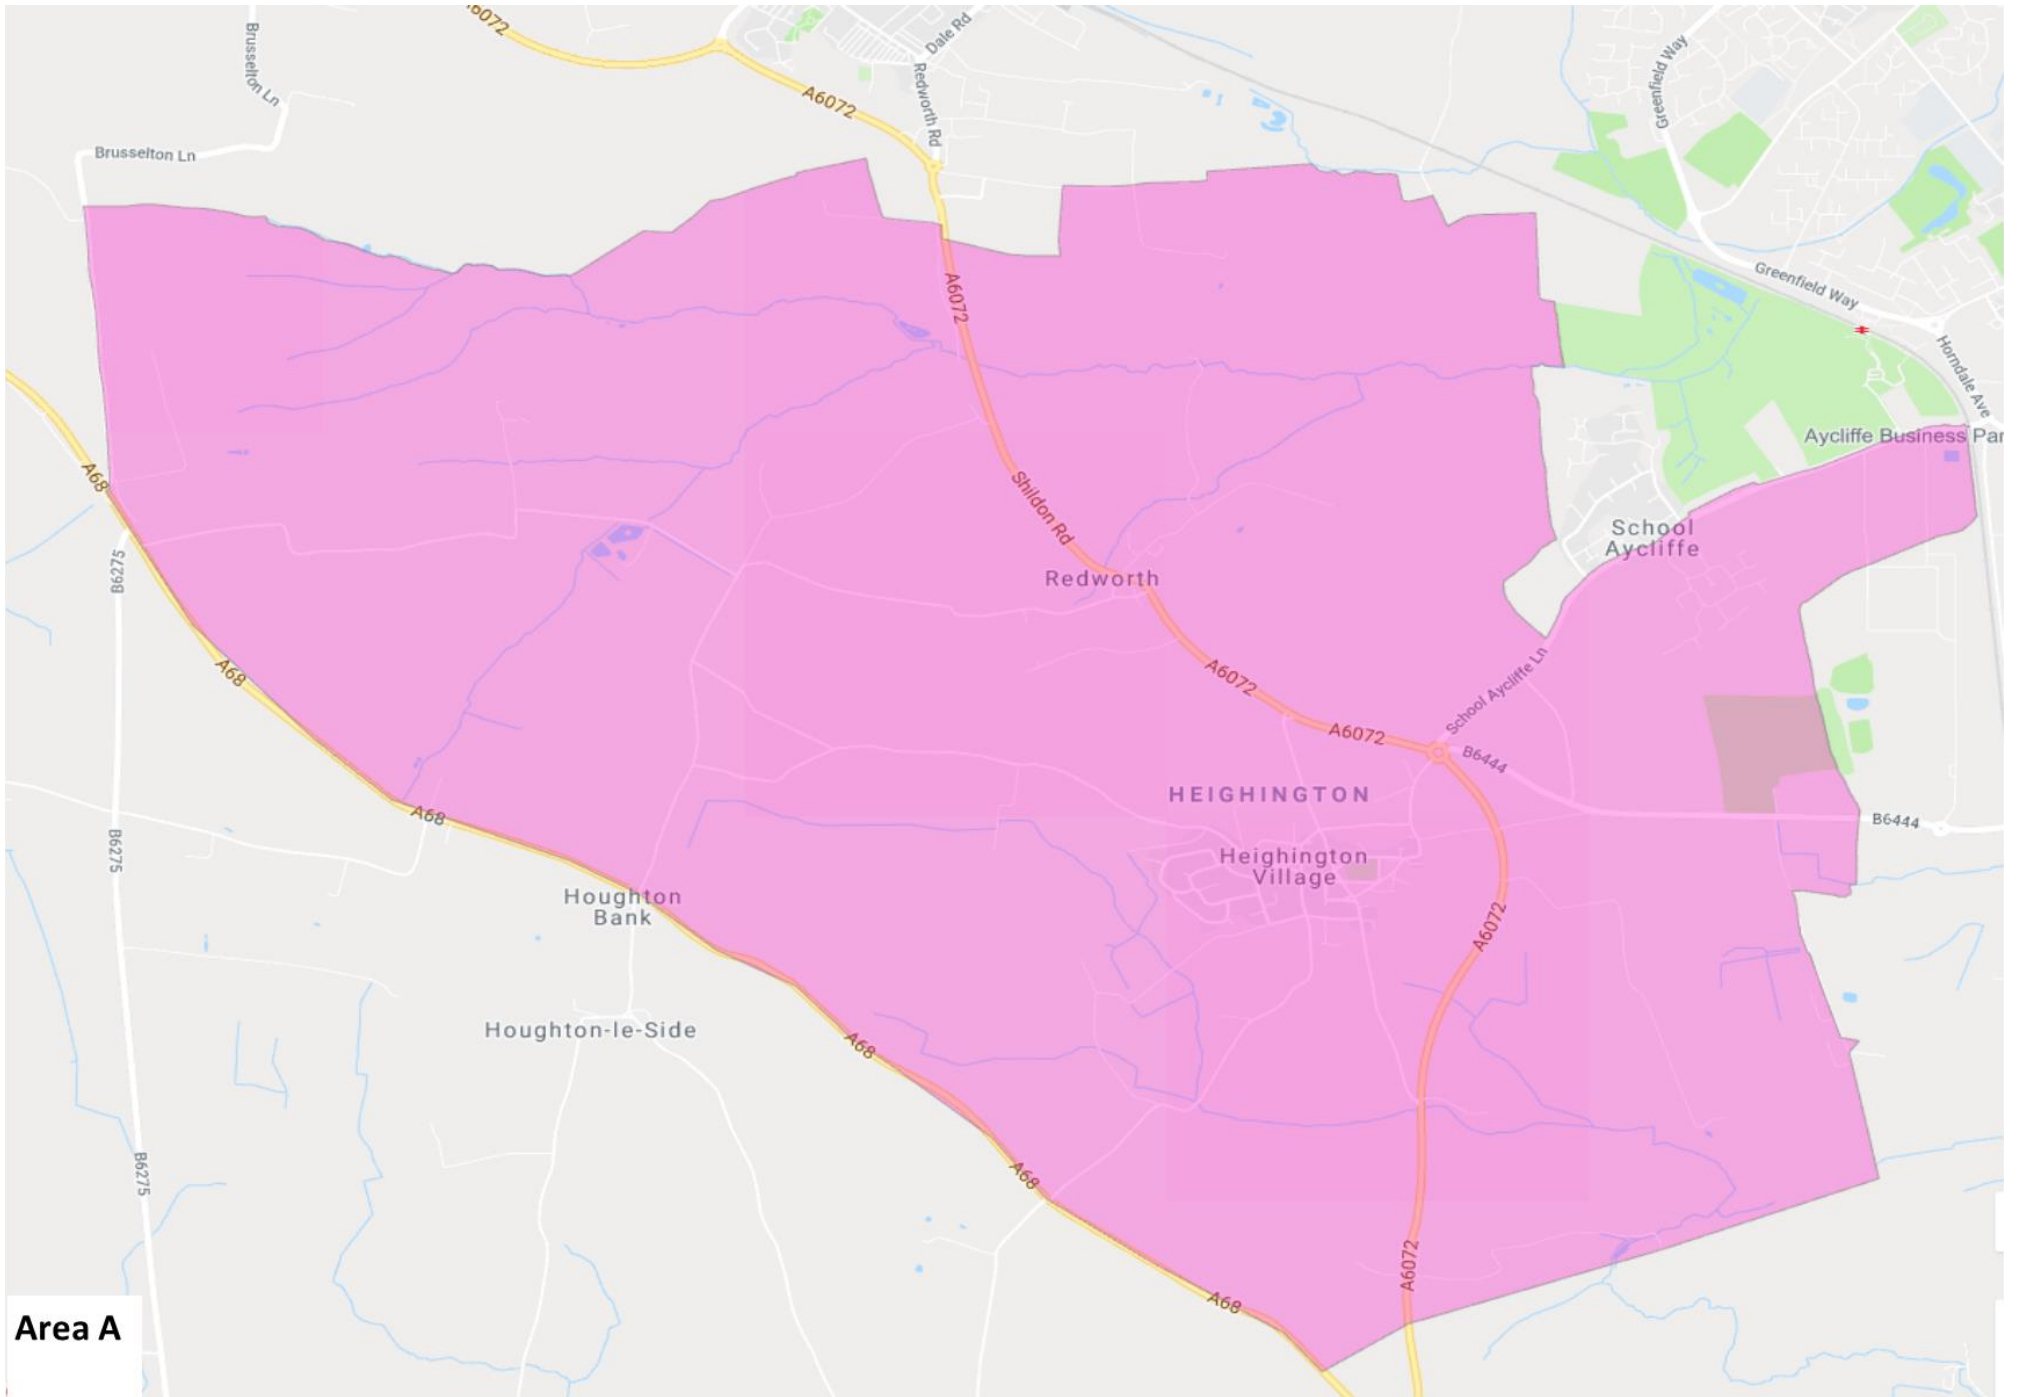 A6072
Brusselton Ln
Dale Rd
Greenfield Way
A6072
Redworth Rd
Brusselton Ln
Greenfield Way
A6072
Horndale Ave
Aycliffe Business Par
A68
Shildon Rd
School
Aycliffe
B6275
Redworth
A68
A6072
School Aycliffe Ln
A6072
B6444
HEIGHINGTON
A68
B6444
B6275
Heighington
Village
Houghton
Bank
A6072
Houghton-le-Side
A68
B6275
A68
A6072
A68
Area A